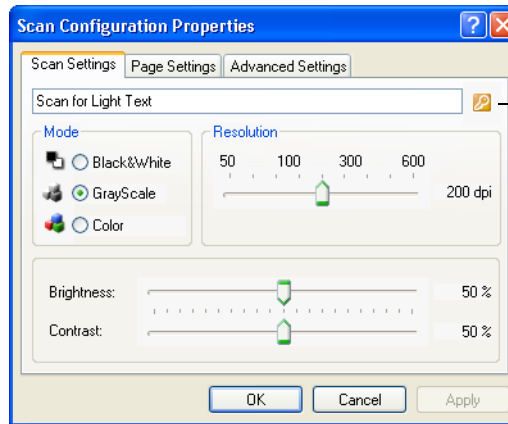 Scan Configuration Properties
Scan Settings Page Settings Advanced Settings
Scan for Light Text
Mode
Black&White
GrayScale
Color
Resolution
50 100 300 600
200 dpi
Brightness: 50 %
Contrast: 50 %
OK Cancel Apply